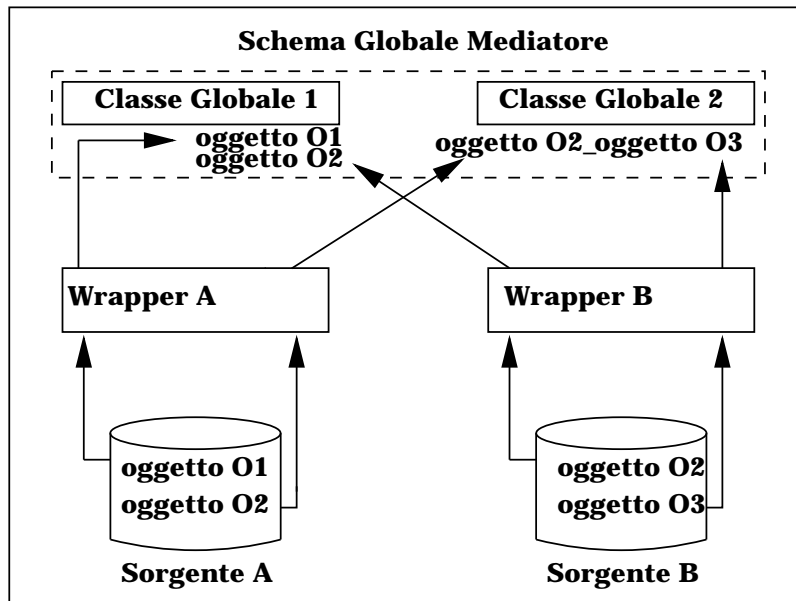 Schema Globale Mediatore
Classe Globale 1
Classe Globale 2
oggetto O1
oggetto O2
oggetto O2_oggetto O3
Wrapper A
Wrapper B
oggetto O1
oggetto O2
oggetto O2
oggetto O3
Sorgente A
Sorgente B